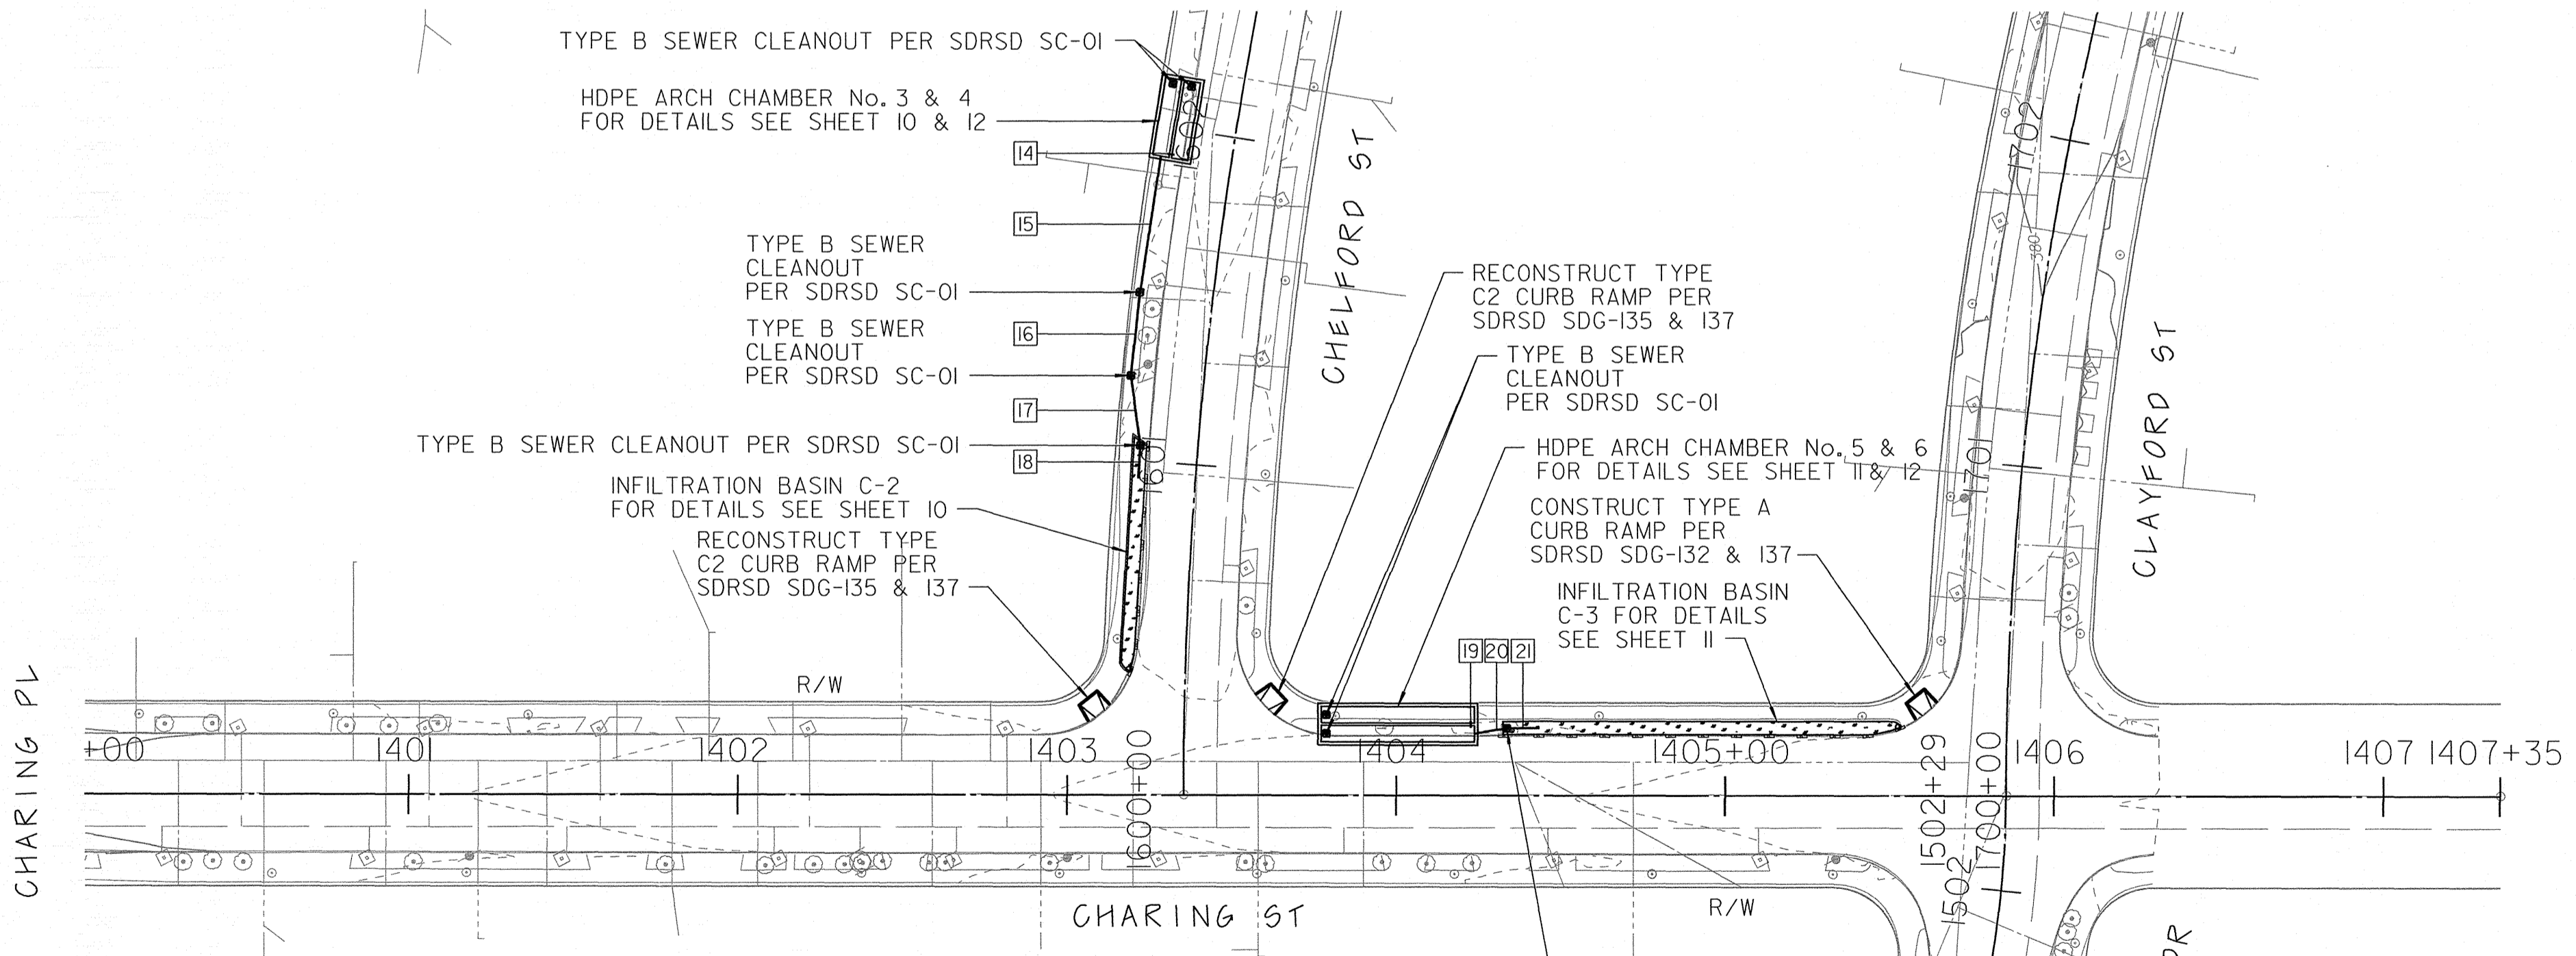 TYPE B SEWER CLEANOUT PER SDRSD SC-01
HDPE ARCH CHAMBER No. 3 & 4
FOR DETAILS SEE SHEET 10 & 12
14
15
TYPE B SEWER
CLEANOUT
PER SDRSD SC-01
16
TYPE B SEWER
CLEANOUT
PER SDRSD SC-01
17
TYPE B SEWER CLEANOUT PER SDRSD SC-01
18
INFILTRATION BASIN C-2
FOR DETAILS SEE SHEET 10
RECONSTRUCT TYPE
C2 CURB RAMP PER
SDRSD SDG-135 & 137
1602
1601
CHELFORD ST
RECONSTRUCT TYPE
C2 CURB RAMP PER
SDRSD SDG-135 & 137
TYPE B SEWER
CLEANOUT
PER SDRSD SC-01
HDPE ARCH CHAMBER No. 5 & 6
FOR DETAILS SEE SHEET 11 & 12
CONSTRUCT TYPE A
CURB RAMP PER
SDRSD SDG-132 & 137
INFILTRATION BASIN
C-3 FOR DETAILS
SEE SHEET 11
19 20 21
1702
380
1701
CLAYFORD ST
R/W
CHARING PL
+00
1401
1402
1403
1600+00
1404
1405+00
1502+29
1700+00
1406
1407
1407+35
1502
CHARING ST
R/W
DR